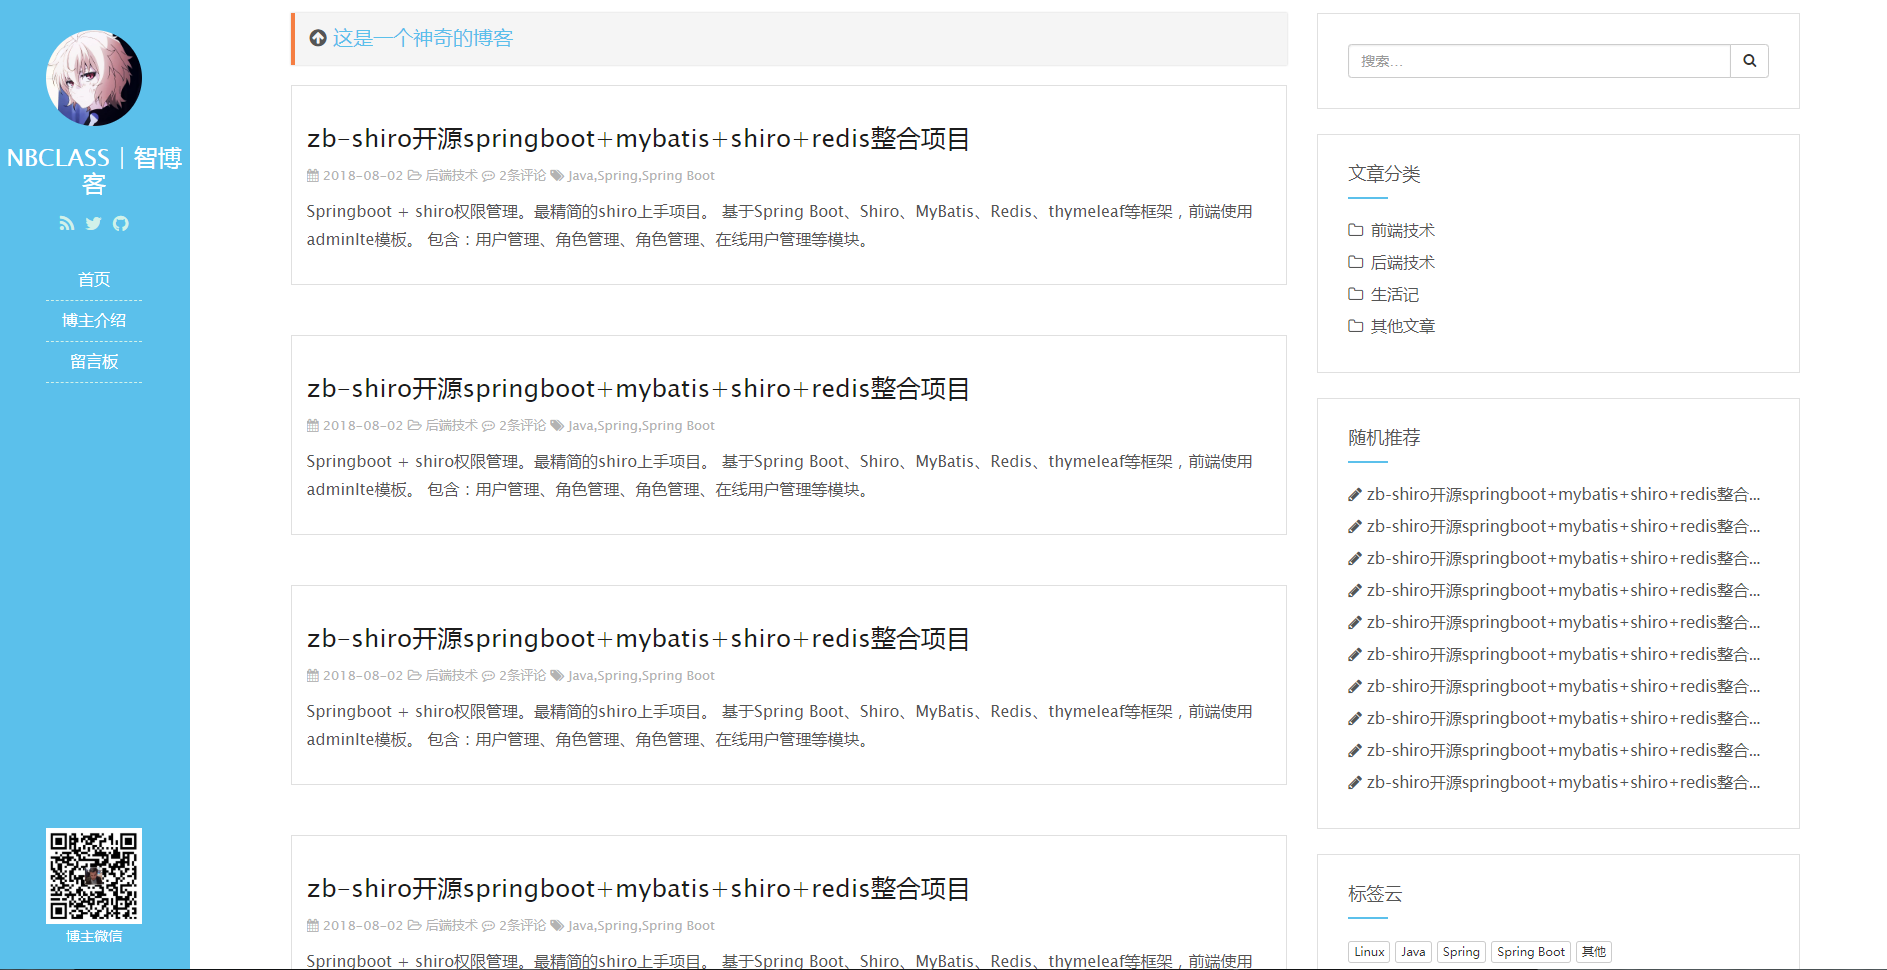 NBCLASS｜智博
客
首页
博主介绍
留言板
博主微信
这是一个神奇的博客
zb-shiro开源springboot+mybatis+shiro+redis整合项目
2018-08-02 后端技术 2条评论 Java,Spring,Spring Boot
Springboot + shiro权限管理。最精简的shiro上手项目。 基于Spring Boot、Shiro、MyBatis、Redis、thymeleaf等框架，前端使用
adminlte模板。 包含：用户管理、角色管理、角色管理、在线用户管理等模块。
zb-shiro开源springboot+mybatis+shiro+redis整合项目
2018-08-02 后端技术 2条评论 Java,Spring,Spring Boot
Springboot + shiro权限管理。最精简的shiro上手项目。 基于Spring Boot、Shiro、MyBatis、Redis、thymeleaf等框架，前端使用
adminlte模板。 包含：用户管理、角色管理、角色管理、在线用户管理等模块。
zb-shiro开源springboot+mybatis+shiro+redis整合项目
2018-08-02 后端技术 2条评论 Java,Spring,Spring Boot
Springboot + shiro权限管理。最精简的shiro上手项目。 基于Spring Boot、Shiro、MyBatis、Redis、thymeleaf等框架，前端使用
adminlte模板。 包含：用户管理、角色管理、角色管理、在线用户管理等模块。
zb-shiro开源springboot+mybatis+shiro+redis整合项目
2018-08-02 后端技术 2条评论 Java,Spring,Spring Boot
Springboot + shiro权限管理。最精简的shiro上手项目。 基于Spring Boot、Shiro、MyBatis、Redis、thymeleaf等框架，前端使用
搜索...
文章分类
前端技术
后端技术
生活记
其他文章
随机推荐
zb-shiro开源springboot+mybatis+shiro+redis整合...
zb-shiro开源springboot+mybatis+shiro+redis整合...
zb-shiro开源springboot+mybatis+shiro+redis整合...
zb-shiro开源springboot+mybatis+shiro+redis整合...
zb-shiro开源springboot+mybatis+shiro+redis整合...
zb-shiro开源springboot+mybatis+shiro+redis整合...
zb-shiro开源springboot+mybatis+shiro+redis整合...
zb-shiro开源springboot+mybatis+shiro+redis整合...
zb-shiro开源springboot+mybatis+shiro+redis整合...
zb-shiro开源springboot+mybatis+shiro+redis整合...
标签云
Linux Java Spring Spring Boot 其他